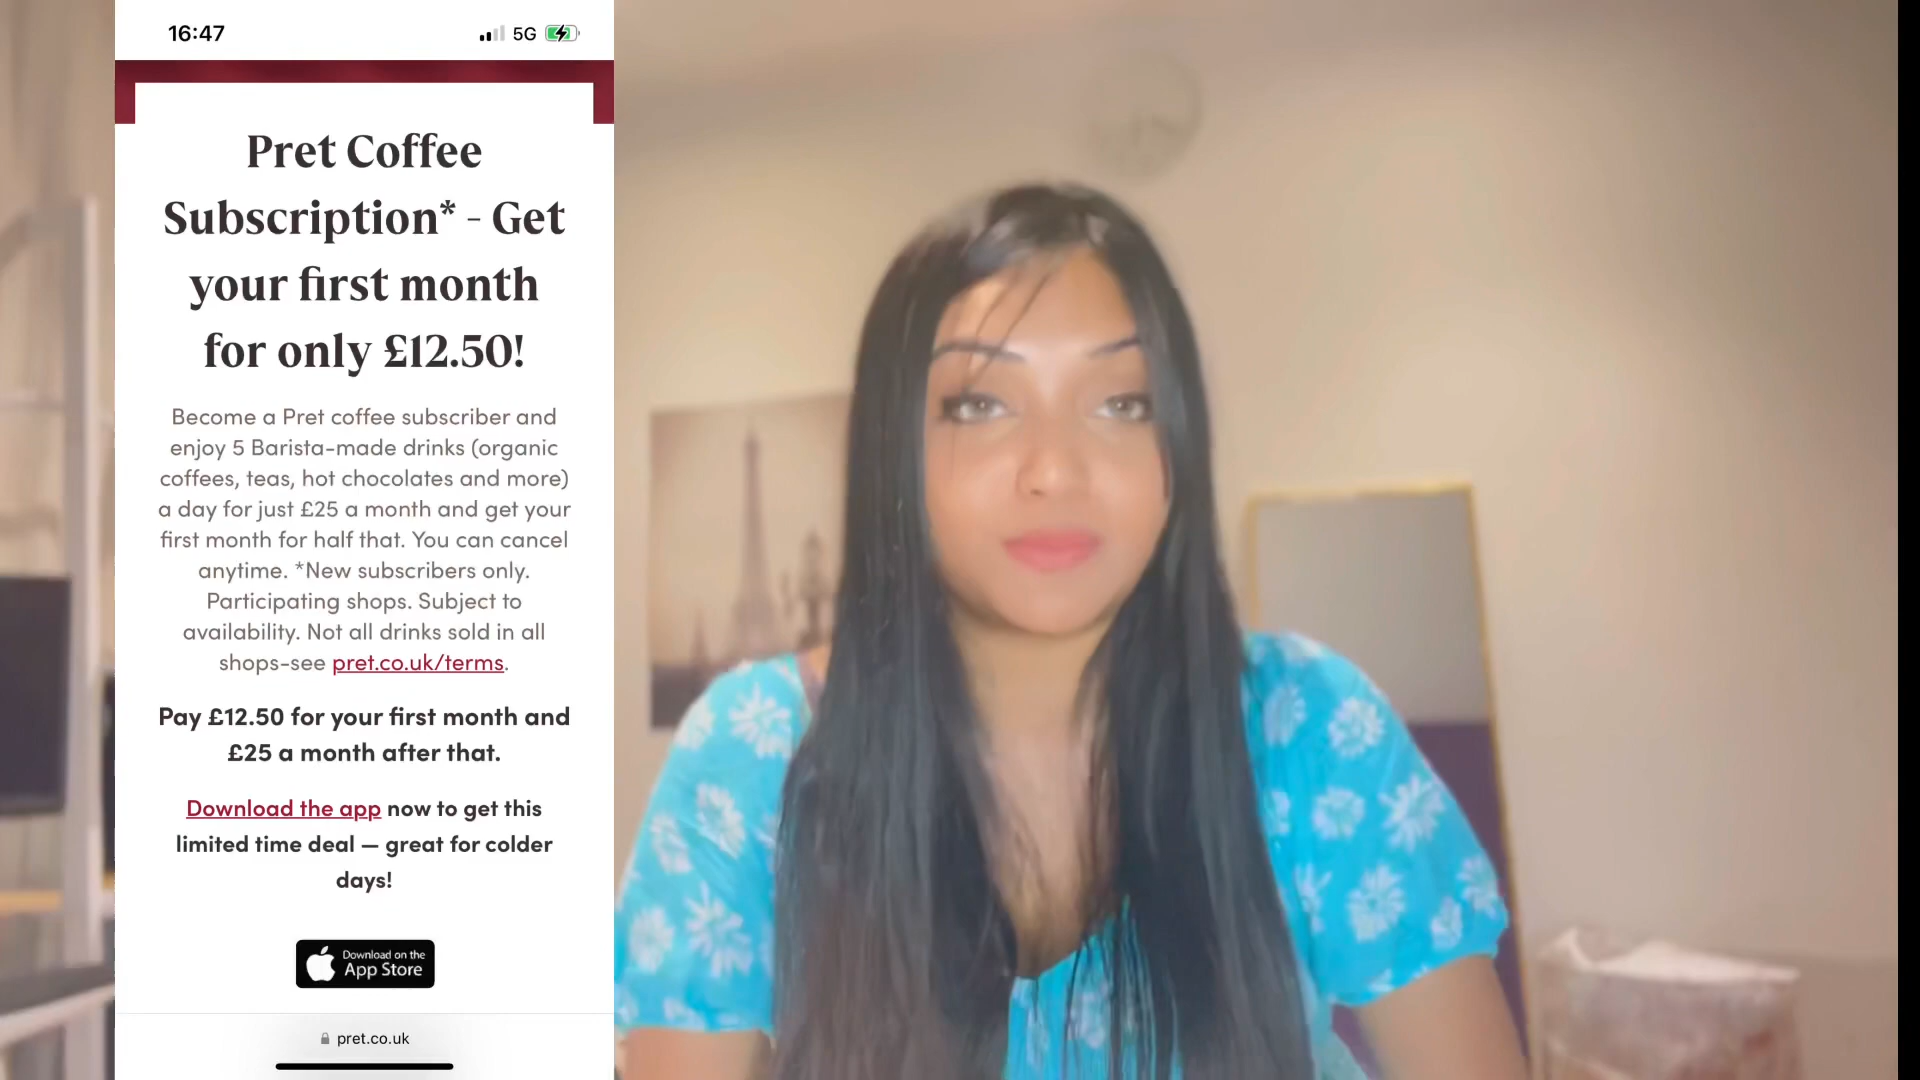 16:47
5G
Pret Coffee
Subscription* - Get
your first month
for only £12.50!
Become a Pret coffee subscriber and
enjoy 5 Barista-made drinks (organic
coffees, teas, hot chocolates and more)
a day for just £25 a month and get your
first month for half that. You can cancel
anytime. *New subscribers only.
Participating shops. Subject to
availability. Not all drinks sold in all
shops-see pret.co.uk/terms.
Pay £12.50 for your first month and
£25 a month after that.
Download the app now to get this
limited time deal — great for colder
days!
Download on the
App Store
pret.co.uk